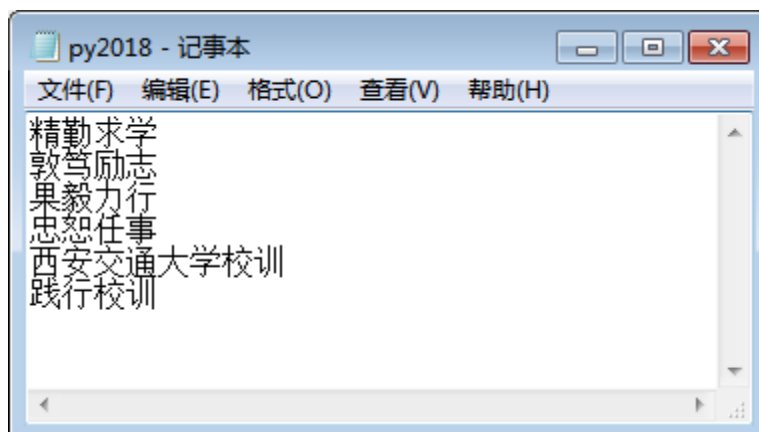 py2018 - 记事本
文件(F) 编辑(E) 格式(O) 查看(V) 帮助(H)
精勤求学
敦笃励志
果毅力行
忠恕任事
西安交通大学校训
践行校训